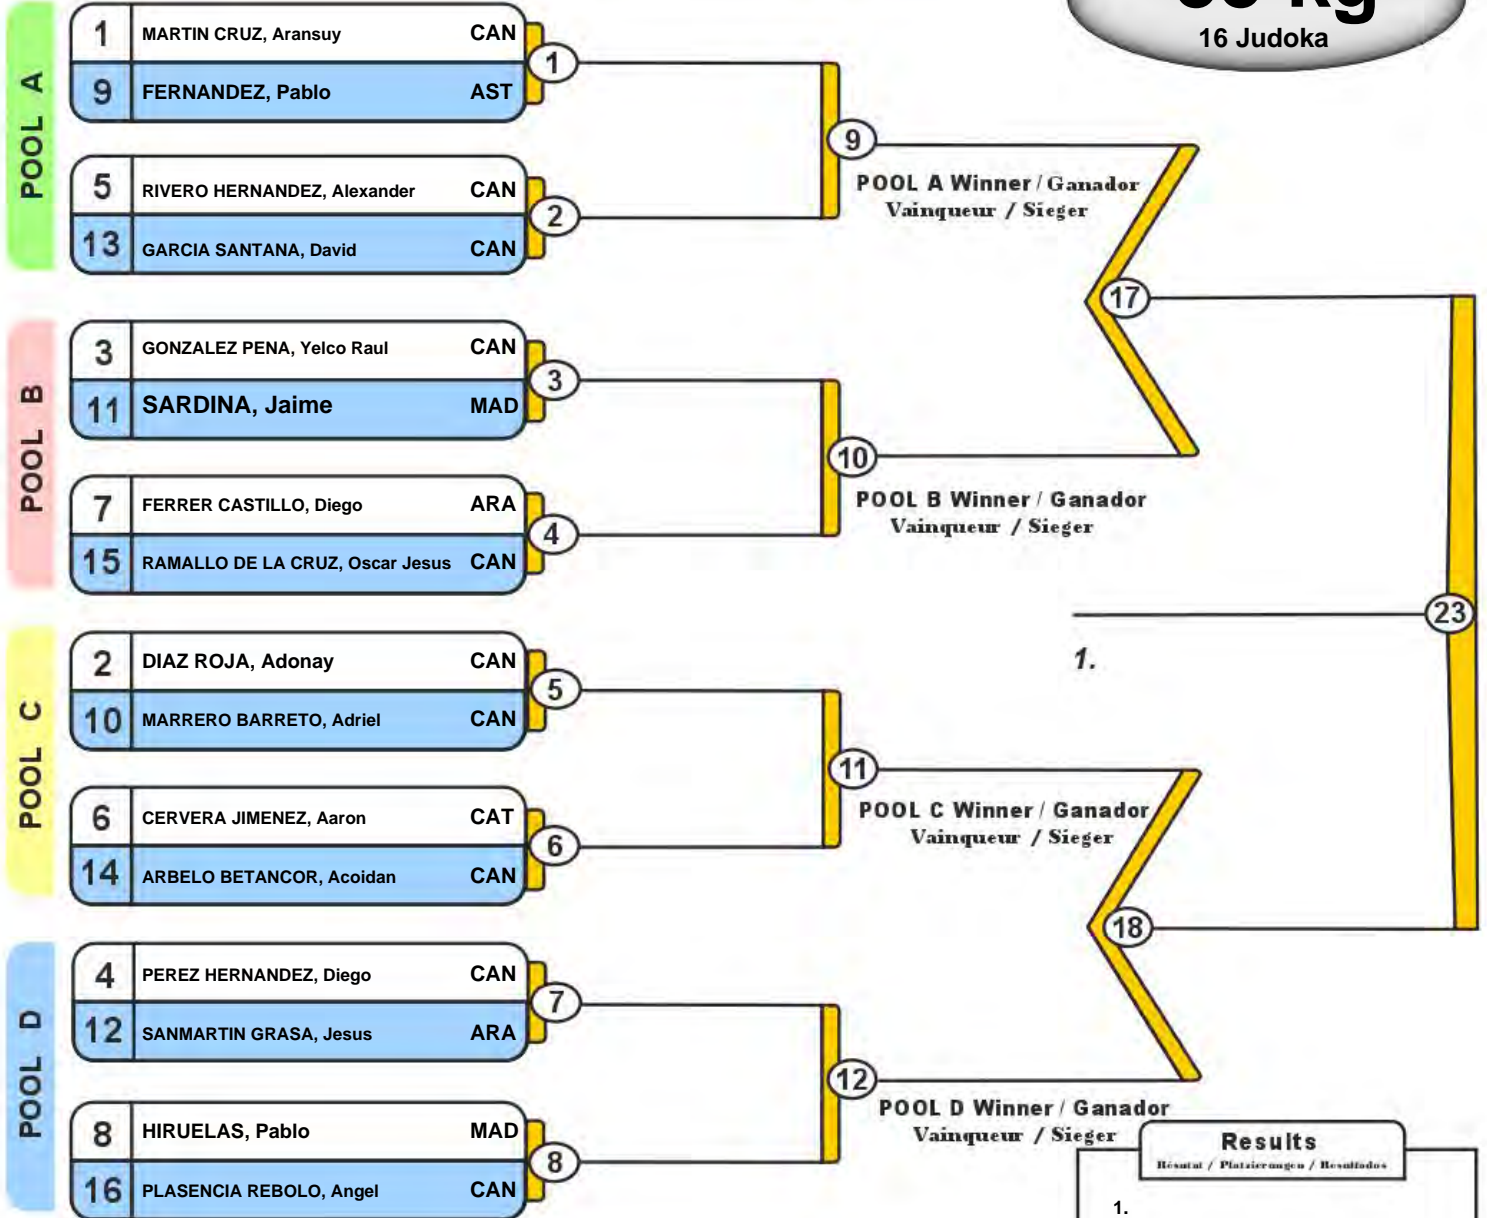 16 Judoka
POOL A
1 MARTIN CRUZ, Aransuy CAN
9 FERNANDEZ, Pablo AST
1
5 RIVERO HERNANDEZ, Alexander CAN
13 GARCIA SANTANA, David CAN
2
9
POOL A Winner / Ganador
Vainqueur / Sieger
POOL B
3 GONZALEZ PENA, Yelco Raul CAN
11 SARDINA, Jaime MAD
3
7 FERRER CASTILLO, Diego ARA
15 RAMALLO DE LA CRUZ, Oscar Jesus CAN
4
10
POOL B Winner / Ganador
Vainqueur / Sieger
17
POOL C
2 DIAZ ROJA, Adonay CAN
10 MARRERO BARRETO, Adriel CAN
5
6 CERVERA JIMENEZ, Aaron CAT
14 ARBELO BETANCOR, Acoidan CAN
6
11
POOL C Winner / Ganador
Vainqueur / Sieger
POOL D
4 PEREZ HERNANDEZ, Diego CAN
12 SANMARTIN GRASA, Jesus ARA
7
8 HIRUELAS, Pablo MAD
16 PLASENCIA REBOLO, Angel CAN
8
12
POOL D Winner / Ganador
Vainqueur / Sieger
18
23
1.
Results
Résutat / Platzierungen / Resultados
1.